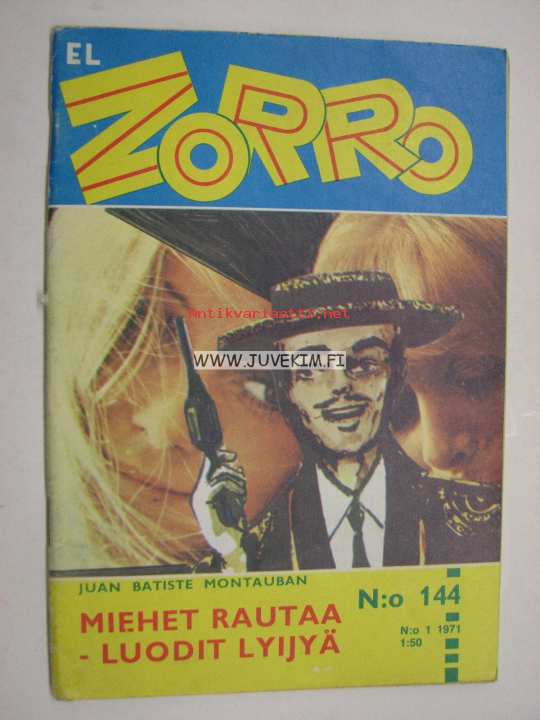 EL
ZORRO
Antikvariaatti.net
WWW.JUVEKIM.FI
JUAN BATISTE MONTAUBAN
MIEHET RAUTAA
- LUODIT LYIJYÄ
N:o 144
N:o 1 1971
1:50